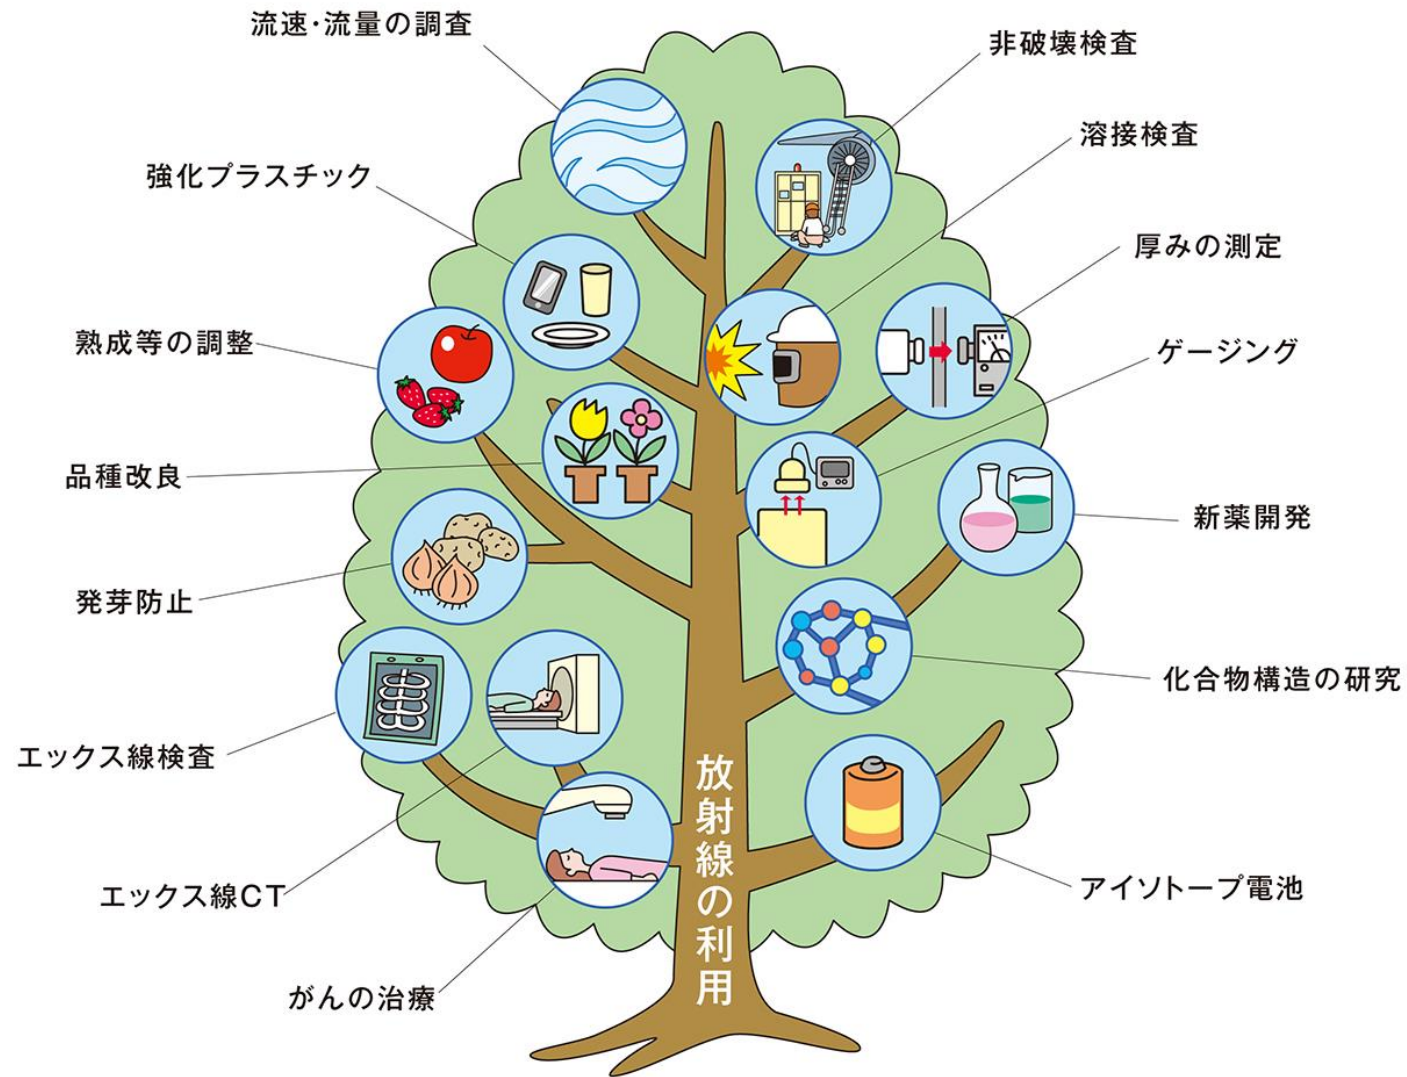 流速・流量の調査
強化プラスチック
熟成等の調整
品種改良
発芽防止
エックス線検査
エックス線CT
がんの治療
非破壊検査
溶接検査
厚みの測定
ゲージング
新薬開発
化合物構造の研究
アイソトープ電池
放射線の利用